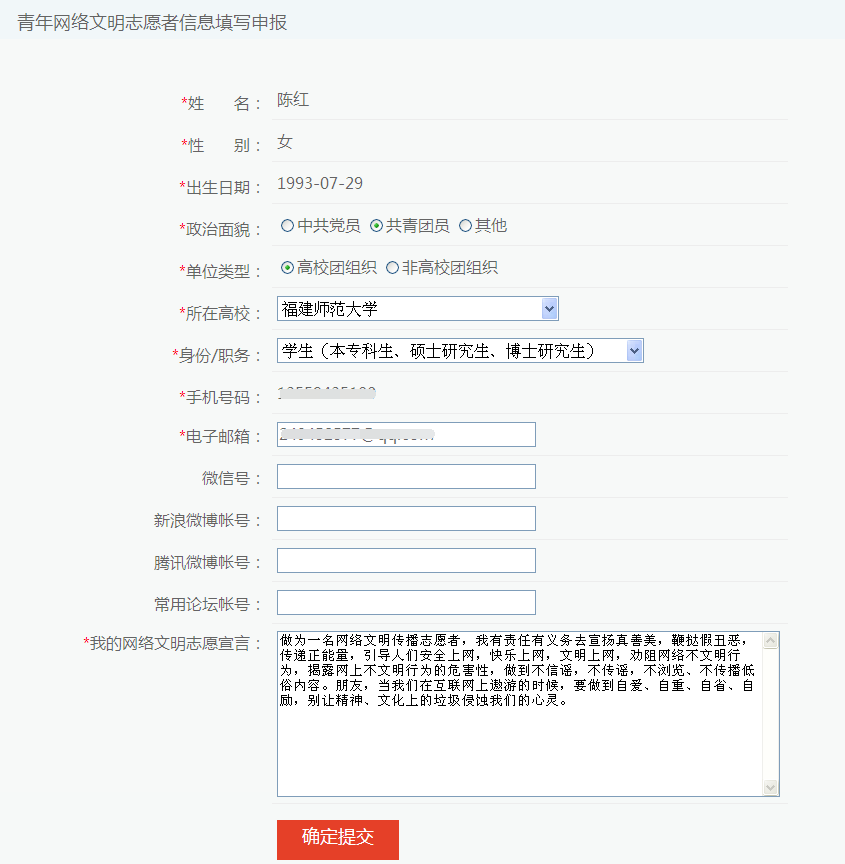 青年网络文明志愿者信息填写申报
*姓 名： 陈红
*性 别： 女
*出生日期： 1993-07-29
*政治面貌： 中共党员 共青团员 其他
*单位类型： 高校团组织 非高校团组织
*所在高校： 福建师范大学
*身份/职务： 学生（本专科生、硕士研究生、博士研究生）
*手机号码：
*电子邮箱：
微信号：
新浪微博帐号：
腾讯微博帐号：
常用论坛帐号：
*我的网络文明志愿宣言： 做为一名网络文明传播志愿者，我有责任有义务去宣扬真善美，鞭挞假丑恶，
传递正能量，引导人们安全上网，快乐上网，文明上网，劝阻网络不文明行
为，揭露网上不文明行为的危害性，做到不信谣，不传谣，不浏览、不传播低
俗内容。朋友，当我们在互联网上遨游的时候，要做到自爱、自重、自省、自
励，别让精神、文化上的垃圾侵蚀我们的心灵。
确定提交